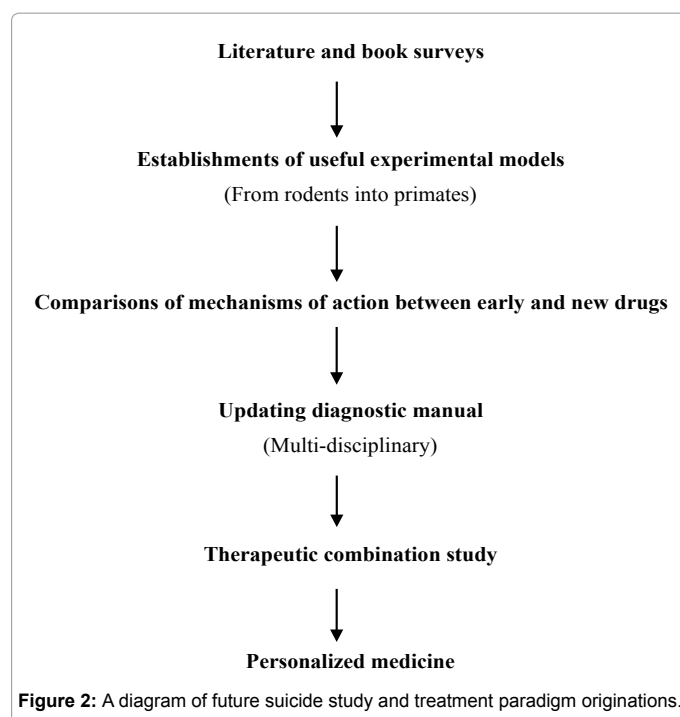 Literature and book surveys
Establishments of useful experimental models
(From rodents into primates)
Comparisons of mechanisms of action between early and new drugs
Updating diagnostic manual
(Multi-disciplinary)
Therapeutic combination study
Personalized medicine
Figure 2: A diagram of future suicide study and treatment paradigm originations.